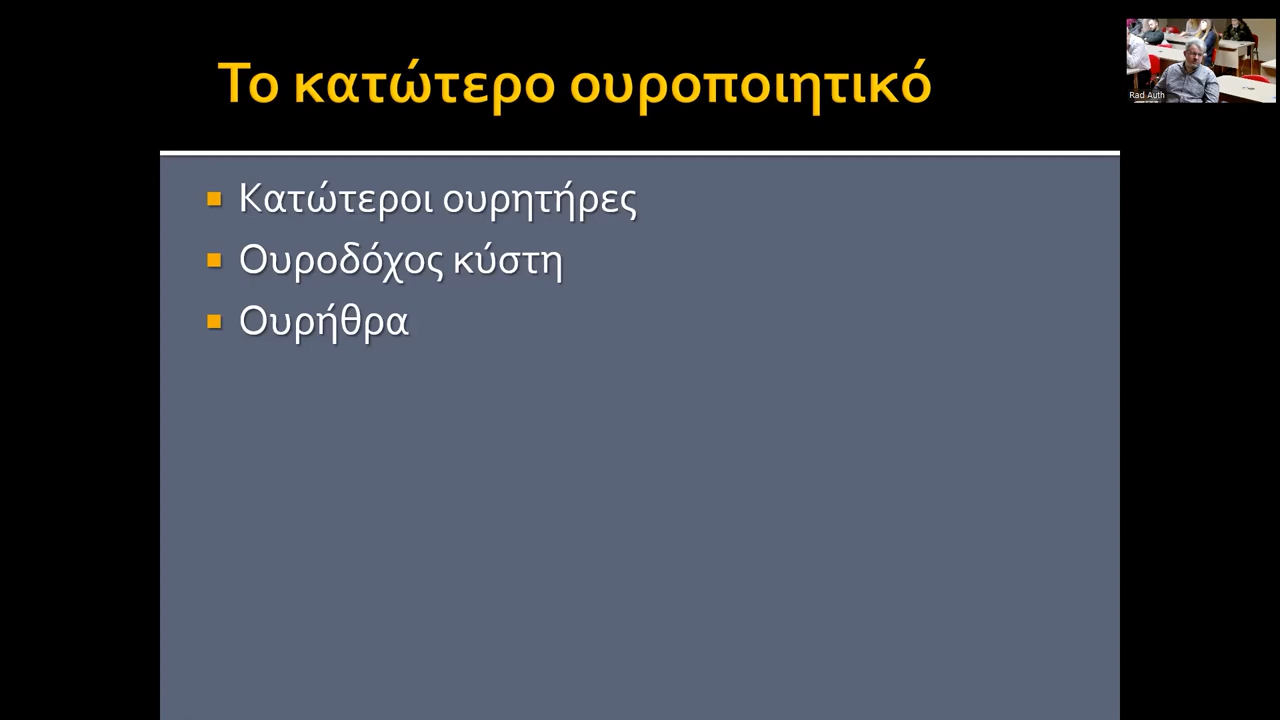 Το κατώτερο ουροποιητικό
Κατώτεροι ουρητήρες
Ουροδόχος κύστη
Ουρήθρα
Rad Auth